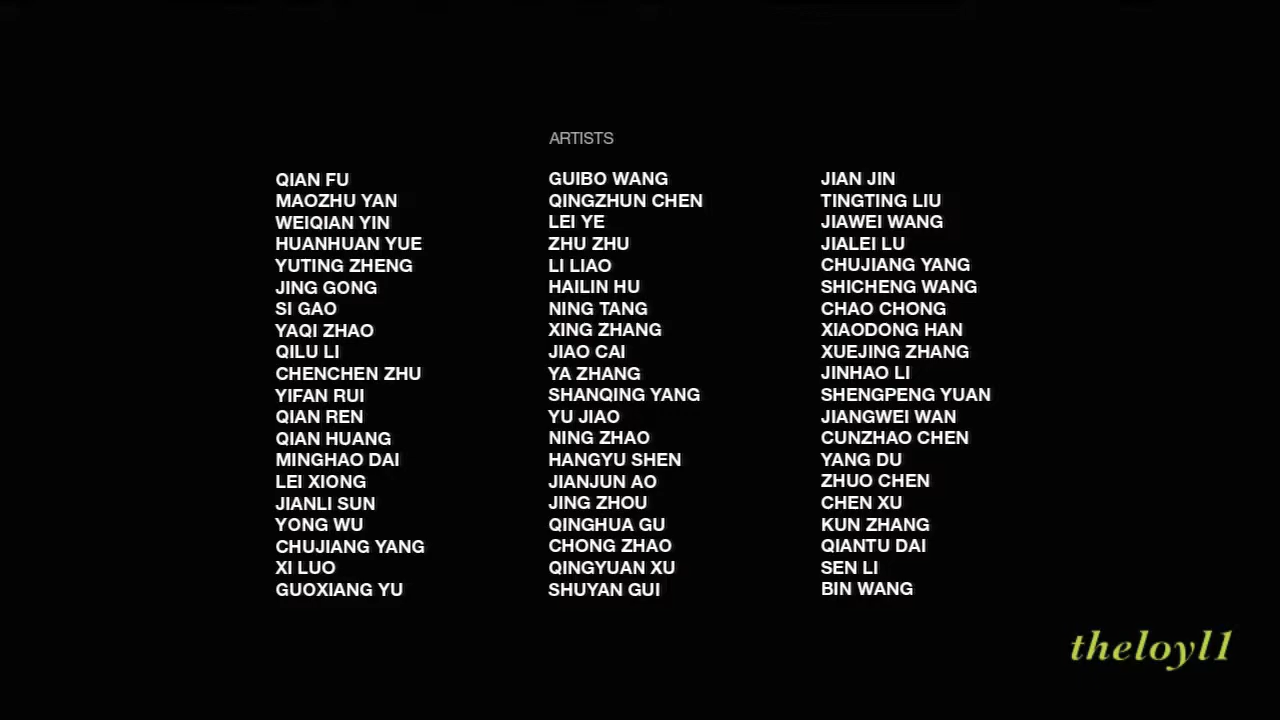 ARTISTS
QIAN FU
MAOZHU YAN
WEIQIAN YIN
HUANHUAN YUE
YUTING ZHENG
JING GONG
SI GAO
YAQI ZHAO
QILU LI
CHENCHEN ZHU
YIFAN RUI
QIAN REN
QIAN HUANG
MINGHAO DAI
LEI XIONG
JIANLI SUN
YONG WU
CHUJIANG YANG
XI LUO
GUOXIANG YU
GUIBO WANG
QINGZHUN CHEN
LEI YE
ZHU ZHU
LI LIAO
HAILIN HU
NING TANG
XING ZHANG
JIAO CAI
YA ZHANG
SHANQING YANG
YU JIAO
NING ZHAO
HANGYU SHEN
JIANJUN AO
JING ZHOU
QINGHUA GU
CHONG ZHAO
QINGYUAN XU
SHUYAN GUI
JIAN JIN
TINGTING LIU
JIAWEI WANG
JIALEI LU
CHUJIANG YANG
SHICHENG WANG
CHAO CHONG
XIAODONG HAN
XUEJING ZHANG
JINHAO LI
SHENGPENG YUAN
JIANGWEI WAN
CUNZHAO CHEN
YANG DU
ZHUO CHEN
CHEN XU
KUN ZHANG
QIANTU DAI
SEN LI
BIN WANG
theloyl1